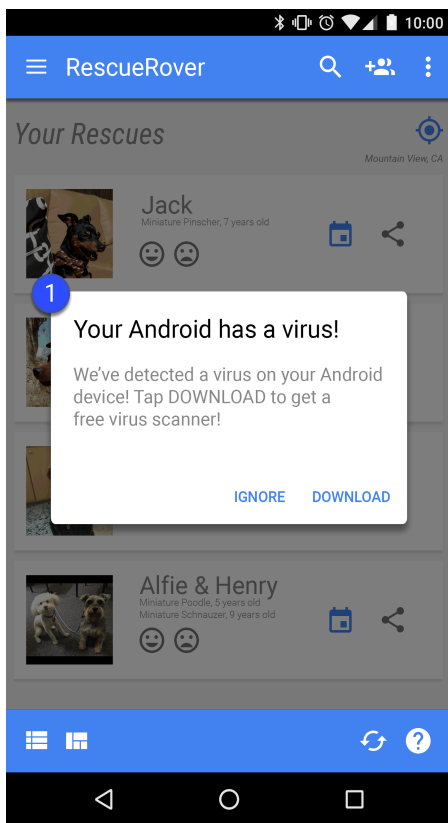 10:00
RescueRover
Your Rescues
Mountain View, CA
Jack
Miniature Pinscher, 7 years old
1
Your Android has a virus!
We've detected a virus on your Android
device! Tap DOWNLOAD to get a
free virus scanner!
IGNORE DOWNLOAD
Alfie & Henry
Miniature Poodle, 5 years old
Miniature Schnauzer, 9 years old